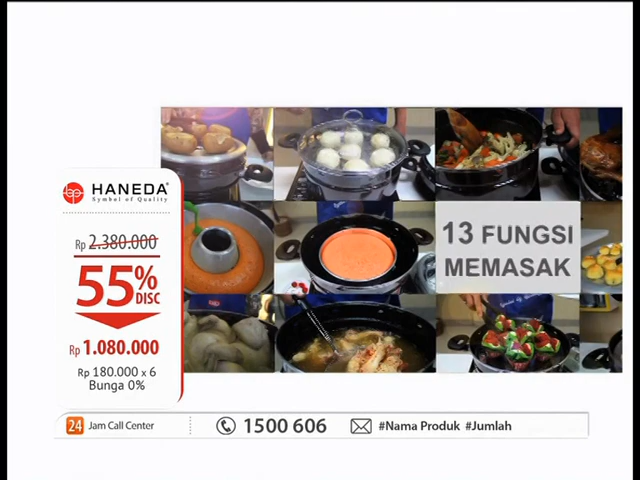 HANEDA®
Symbol of Quality
Rp 2.380.000
55% DISC
Rp 1.080.000
Rp 180.000 x 6
Bunga 0%
13 FUNGSI
MEMASAK
24 Jam Call Center
1500 606
#Nama Produk #Jumlah